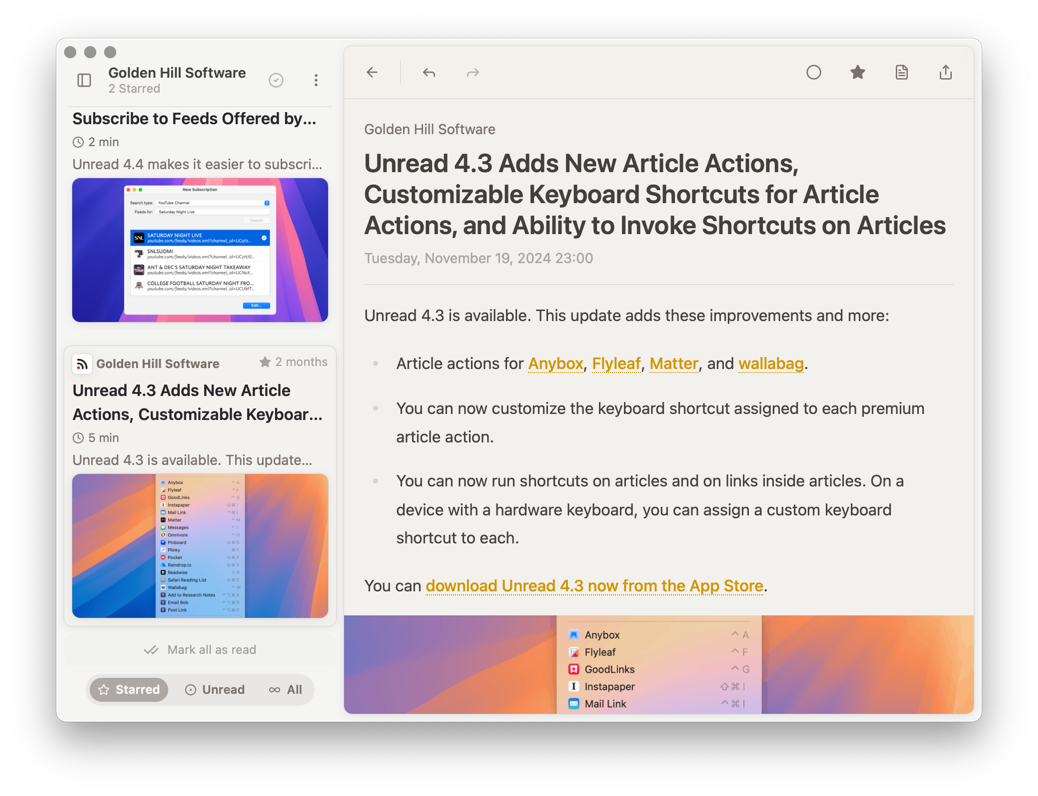 Golden Hill Software
2 Starred
Subscribe to Feeds Offered by...
2 min
Unread 4.4 makes it easier to subscri...
New Subscription
Search type:
YouTube Channel
Feeds for:
Saturday Night Live
Search
SATURDAY NIGHT LIVE
SNLSUOMI
ANT & DEC'S SATURDAY NIGHT TAKEAWAY
COLLEGE FOOTBALL SATURDAY NIGHT FRO...
Golden Hill Software
2 months
Unread 4.3 Adds New Article
Actions, Customizable Keyboar...
5 min
Unread 4.3 is available. This update...
Anybox
Flyleaf
GoodLinks
Instapaper
Mail Link
Matter
Messages
Omnivore
Pinboard
Plinky
Pocket
Raindrop.io
Readwise
Safari Reading List
Wallabag
Add to Research Notes
Email Bob
Post Link
Mark all as read
Starred
Unread
All
Golden Hill Software
Unread 4.3 Adds New Article Actions,
Customizable Keyboard Shortcuts for Article
Actions, and Ability to Invoke Shortcuts on Articles
Tuesday, November 19, 2024 23:00
Unread 4.3 is available. This update adds these improvements and more:
Article actions for Anybox, Flyleaf, Matter, and wallabag.
You can now customize the keyboard shortcut assigned to each premium
article action.
You can now run shortcuts on articles and on links inside articles. On a
device with a hardware keyboard, you can assign a custom keyboard
shortcut to each.
You can download Unread 4.3 now from the App Store.
Anybox ⌃ A
Flyleaf ⌃ F
GoodLinks ⌃ G
Instapaper ⇧⌘ I
Mail Link ⌃⌘ I